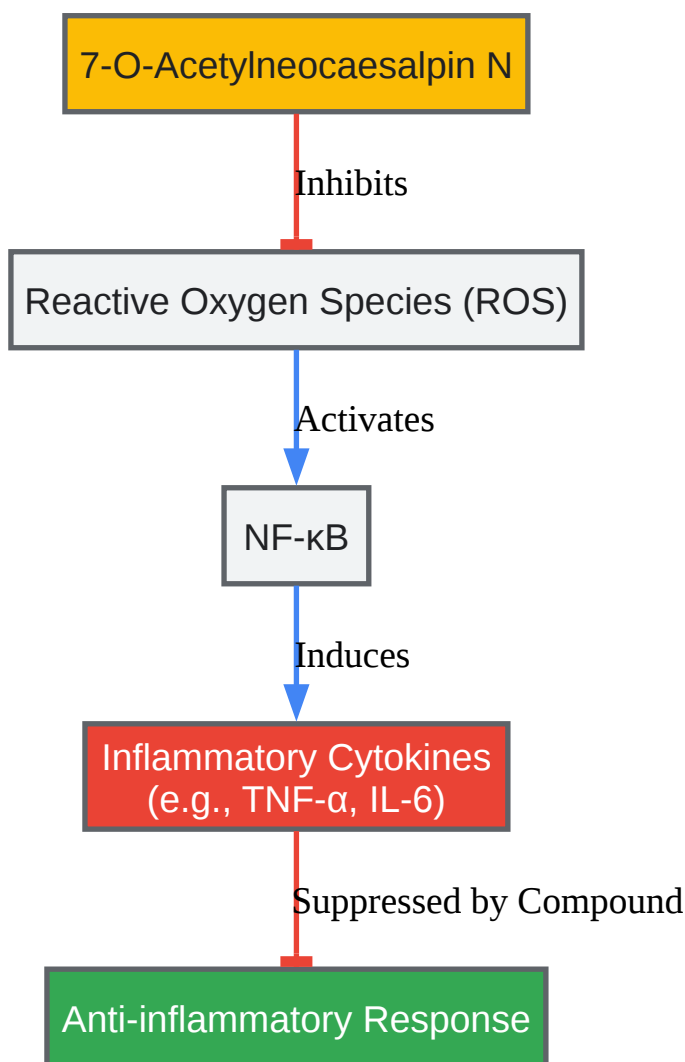 7-O-Acetylneocaesalpin N
Inhibits
Reactive Oxygen Species (ROS)
Activates
NF-κB
Induces
Inflammatory Cytokines
(e.g., TNF-α, IL-6)
Suppressed by Compound
Anti-inflammatory Response